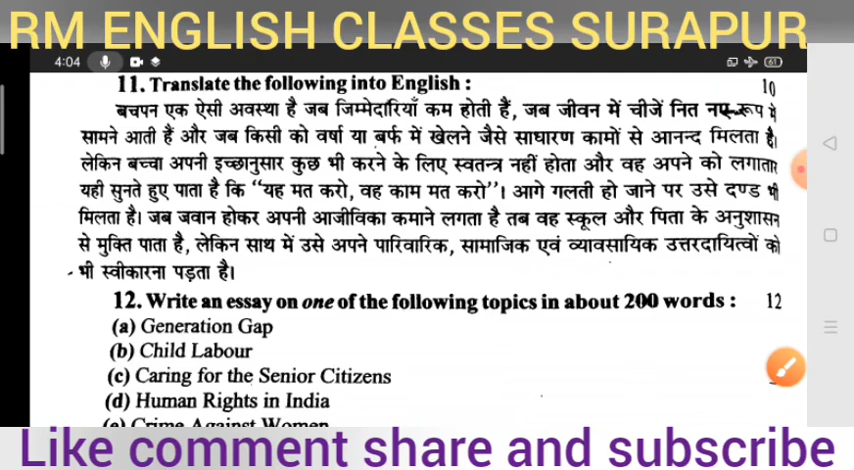 RM ENGLISH CLASSES SURAPUR
4:04
61
11. Translate the following into English : 10
बचपन एक ऐसी अवस्था है जब जिम्मेदारियाँ कम होती हैं, जब जीवन में चीजें नित नए रूप में
सामने आती हैं और जब किसी को वर्षा या बर्फ में खेलने जैसे साधारण कामों से आनन्द मिलता है।
लेकिन बच्चा अपनी इच्छानुसार कुछ भी करने के लिए स्वतन्त्र नहीं होता और वह अपने को लगातार
यही सुनते हुए पाता है कि “यह मत करो, वह काम मत करो”। आगे गलती हो जाने पर उसे दण्ड भी
मिलता है। जब जवान होकर अपनी आजीविका कमाने लगता है तब वह स्कूल और पिता के अनुशासन
से मुक्ति पाता है, लेकिन साथ में उसे अपने पारिवारिक, सामाजिक एवं व्यावसायिक उत्तरदायित्वों को
भी स्वीकारना पड़ता है।
12. Write an essay on one of the following topics in about 200 words : 12
(a) Generation Gap
(b) Child Labour
(c) Caring for the Senior Citizens
(d) Human Rights in India
(e) Crime Against Women
Like comment share and subscribe